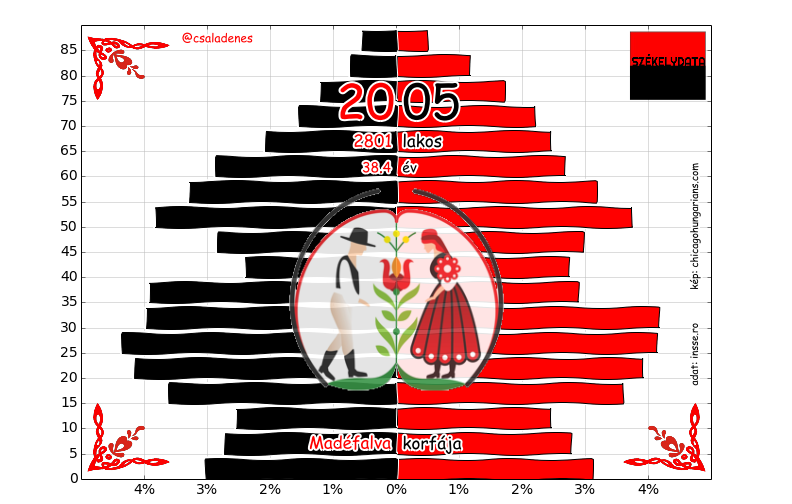 @csaladenes
SZÉKELYDATA
2005
2801 lakos
38.4 év
kép: chicagohungarians.com
adat: insse.ro
Madéfalva korfája
85
80
75
70
65
60
55
50
45
40
35
30
25
20
15
10
5
0
4% 3% 2% 1% 0% 1% 2% 3% 4%